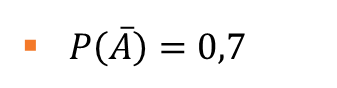 ▪ P(Ā) = 0,7